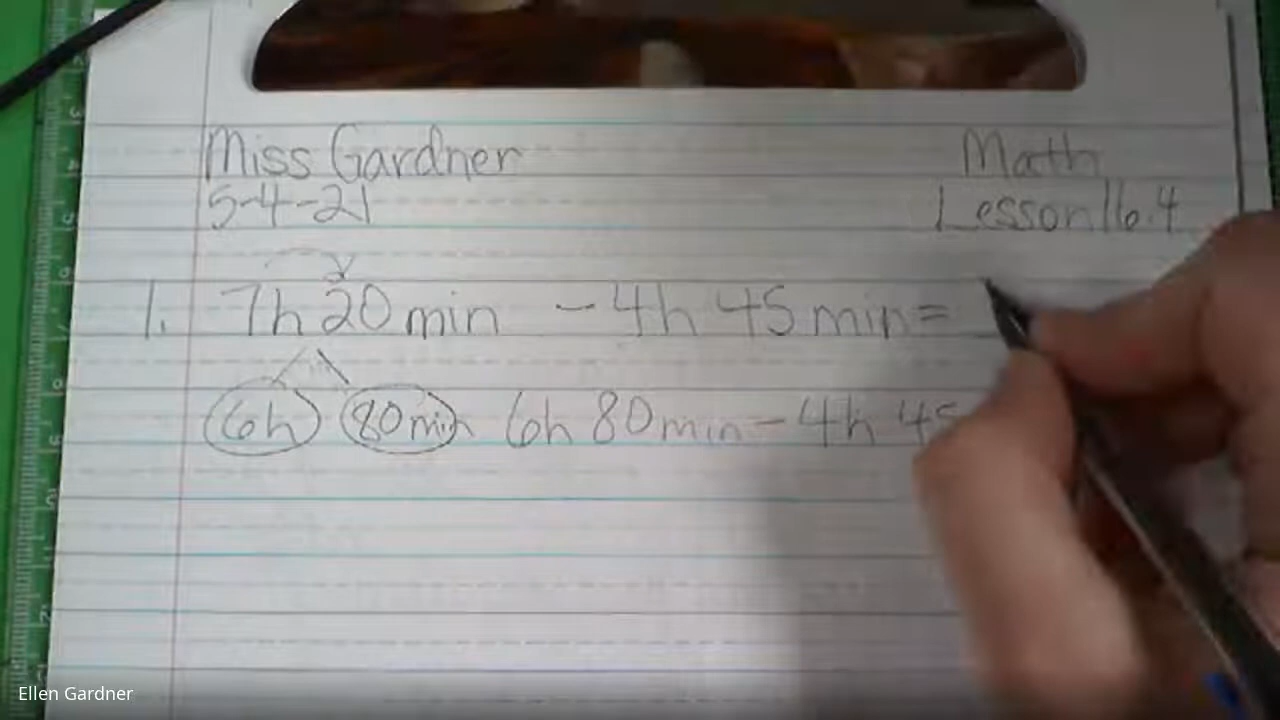 Miss Gardner
Math
5-4-21
Lesson 16.4
1. 7h 20 min - 4h 45 min =
6h 80 min 6h 80 min - 4h 45
Ellen Gardner